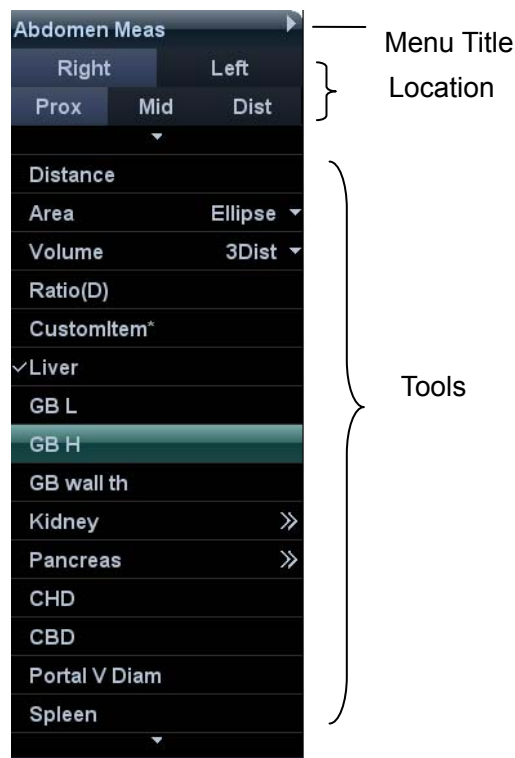 Abdomen Meas
Menu Title
Right Left
Location
Prox Mid Dist
Distance
Area Ellipse
Volume 3Dist
Ratio(D)
CustomItem*
✓Liver
Tools
GB L
GB H
GB wall th
Kidney »
Pancreas »
CHD
CBD
Portal V Diam
Spleen